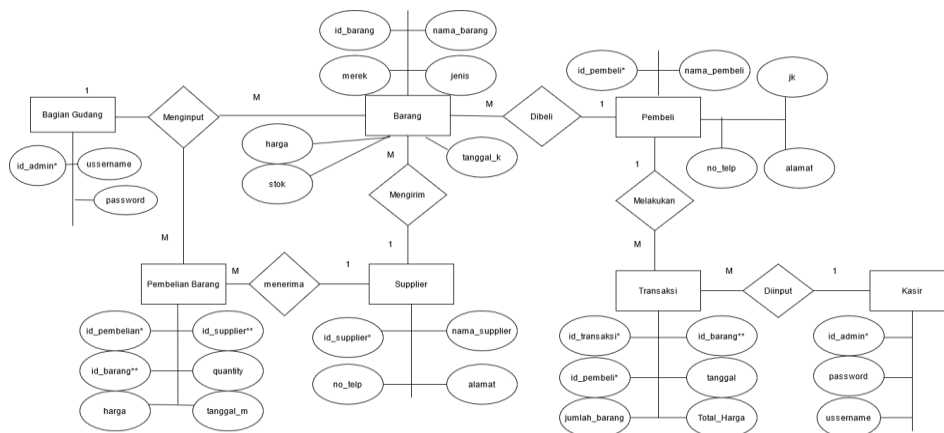 id_barang
nama_barang
merek
jenis
id_pembeli*
nama_pembeli
jk
1
Bagian Gudang
Menginput
M
Barang
M
Dibeli
1
Pembeli
id_admin*
ussername
password
harga
stok
tanggal_k
no_telp
alamat
M
Mengirim
1
1
Melakukan
M
M
Pembelian Barang
M
menerima
1
Supplier
Transaksi
M
Diinput
1
Kasir
id_pembelian*
id_supplier**
id_barang**
quantity
harga
tanggal_m
id_supplier*
nama_supplier
no_telp
alamat
id_transaksi*
id_barang**
id_pembeli*
tanggal
jumlah_barang
Total_Harga
id_admin*
password
ussername